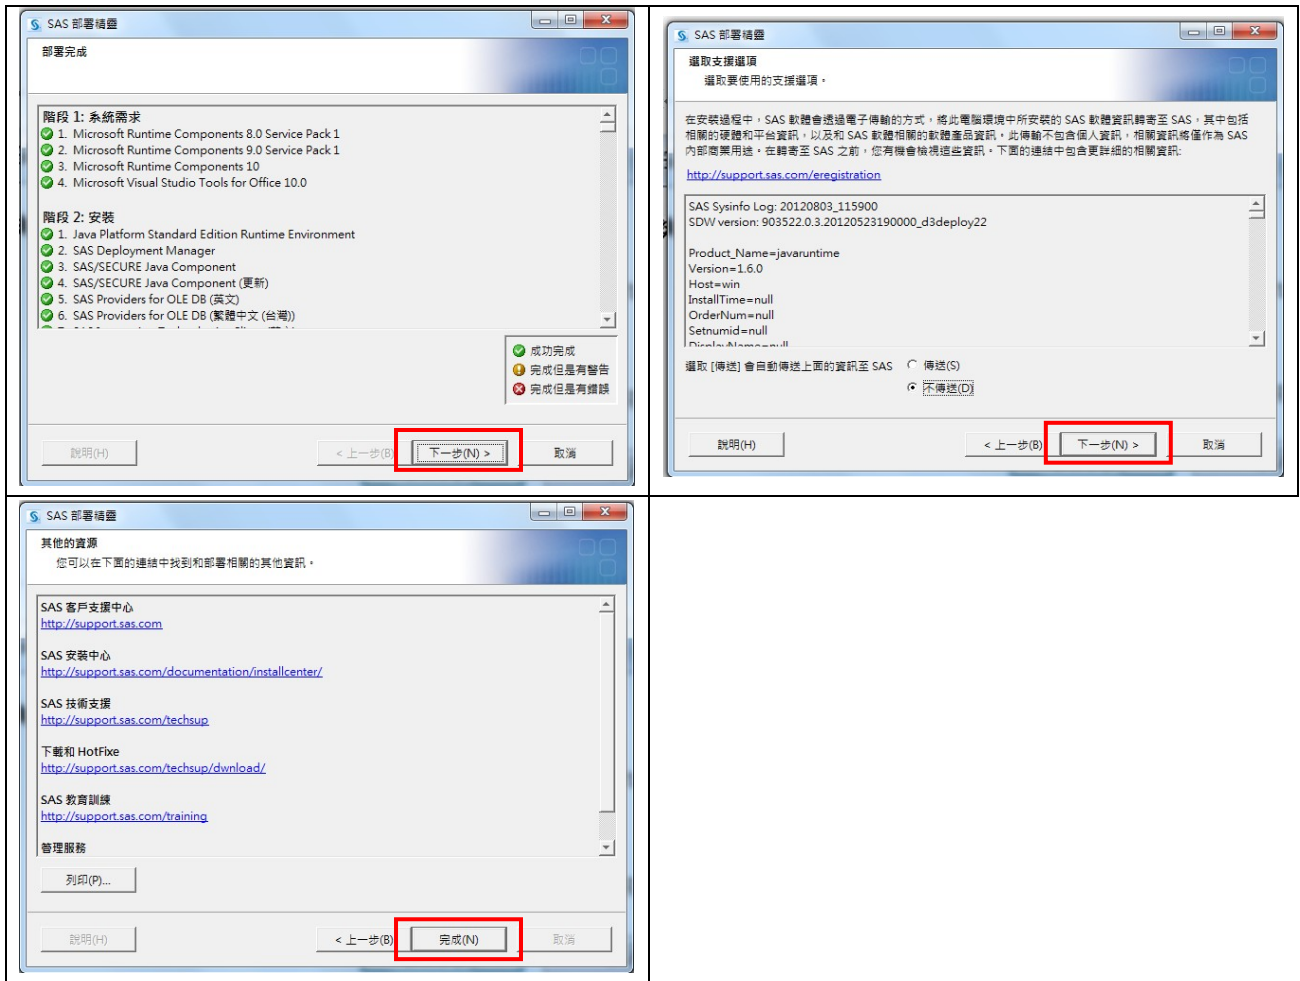 SAS 部署精靈
部署完成
階段 1: 系統需求
1. Microsoft Runtime Components 8.0 Service Pack 1
2. Microsoft Runtime Components 9.0 Service Pack 1
3. Microsoft Runtime Components 10
4. Microsoft Visual Studio Tools for Office 10.0
階段 2: 安裝
1. Java Platform Standard Edition Runtime Environment
2. SAS Deployment Manager
3. SAS/SECURE Java Component
4. SAS/SECURE Java Component (更新)
5. SAS Providers for OLE DB (英文)
6. SAS Providers for OLE DB (繁體中文 (台灣))
成功完成
完成但是有警告
完成但是有錯誤
說明(H)
< 上一步(B)
下一步(N) >
取消
SAS 部署精靈
選取支援選項
選取要使用的支援選項。
在安裝過程中，SAS 軟體會透過電子傳輸的方式，將此電腦環境中所安裝的 SAS 軟體資訊轉寄至 SAS，其中包括
相關的硬體和平台資訊，以及和 SAS 軟體相關的軟體產品資訊。此傳輸不包含個人資訊，相關資訊將僅作為 SAS
內部商業用途。在轉寄至 SAS 之前，您有機會檢視這些資訊。下面的連結中包含更詳細的相關資訊:
http://support.sas.com/eregistration
SAS Sysinfo Log: 20120803_115900
SDW version: 903522.0.3.20120523190000_d3deploy22
Product_Name=javaruntime
Version=1.6.0
Host=win
InstallTime=null
OrderNum=null
Setnumid=null
DisplayName=null
選取 [傳送] 會自動傳送上面的資訊至 SAS
傳送(S)
不傳送(D)
說明(H)
< 上一步(B)
下一步(N) >
取消
SAS 部署精靈
其他的資源
您可以在下面的連結中找到和部署相關的其他資訊。
SAS 客戶支援中心
http://support.sas.com
SAS 安裝中心
http://support.sas.com/documentation/installcenter/
SAS 技術支援
http://support.sas.com/techsup
下載和 HotFixe
http://support.sas.com/techsup/dwnload/
SAS 教育訓練
http://support.sas.com/training
管理服務
列印(P)...
說明(H)
< 上一步(B)
完成(N)
取消